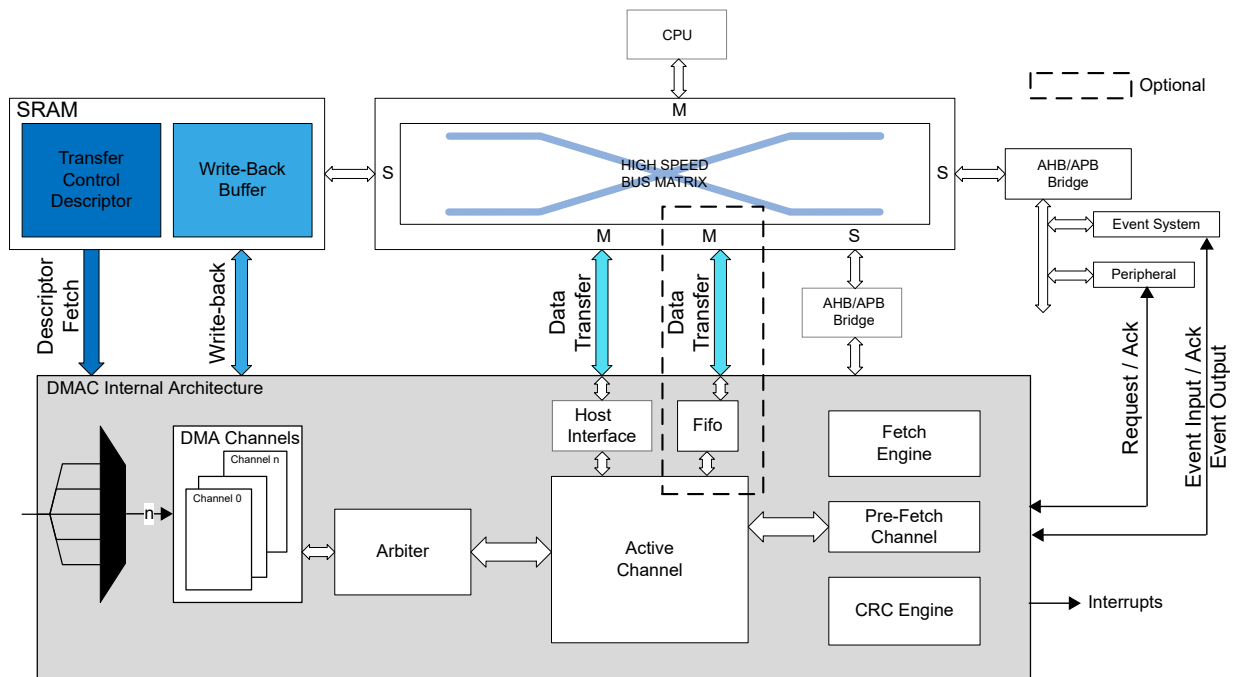 CPU
Optional
SRAM
Transfer
Control
Descriptor
Write-Back
Buffer
M
S
HIGH SPEED
BUS MATRIX
S
M
M
S
AHB/APB
Bridge
Event System
Peripheral
Descriptor
Fetch
Write-back
Data
Transfer
Data
Transfer
AHB/APB
Bridge
Request / Ack
Event Input / Ack
Event Output
DMAC Internal Architecture
DMA Channels
Channel n
Channel 0
n
Arbiter
Host
Interface
Fifo
Active
Channel
Fetch
Engine
Pre-Fetch
Channel
CRC Engine
Interrupts